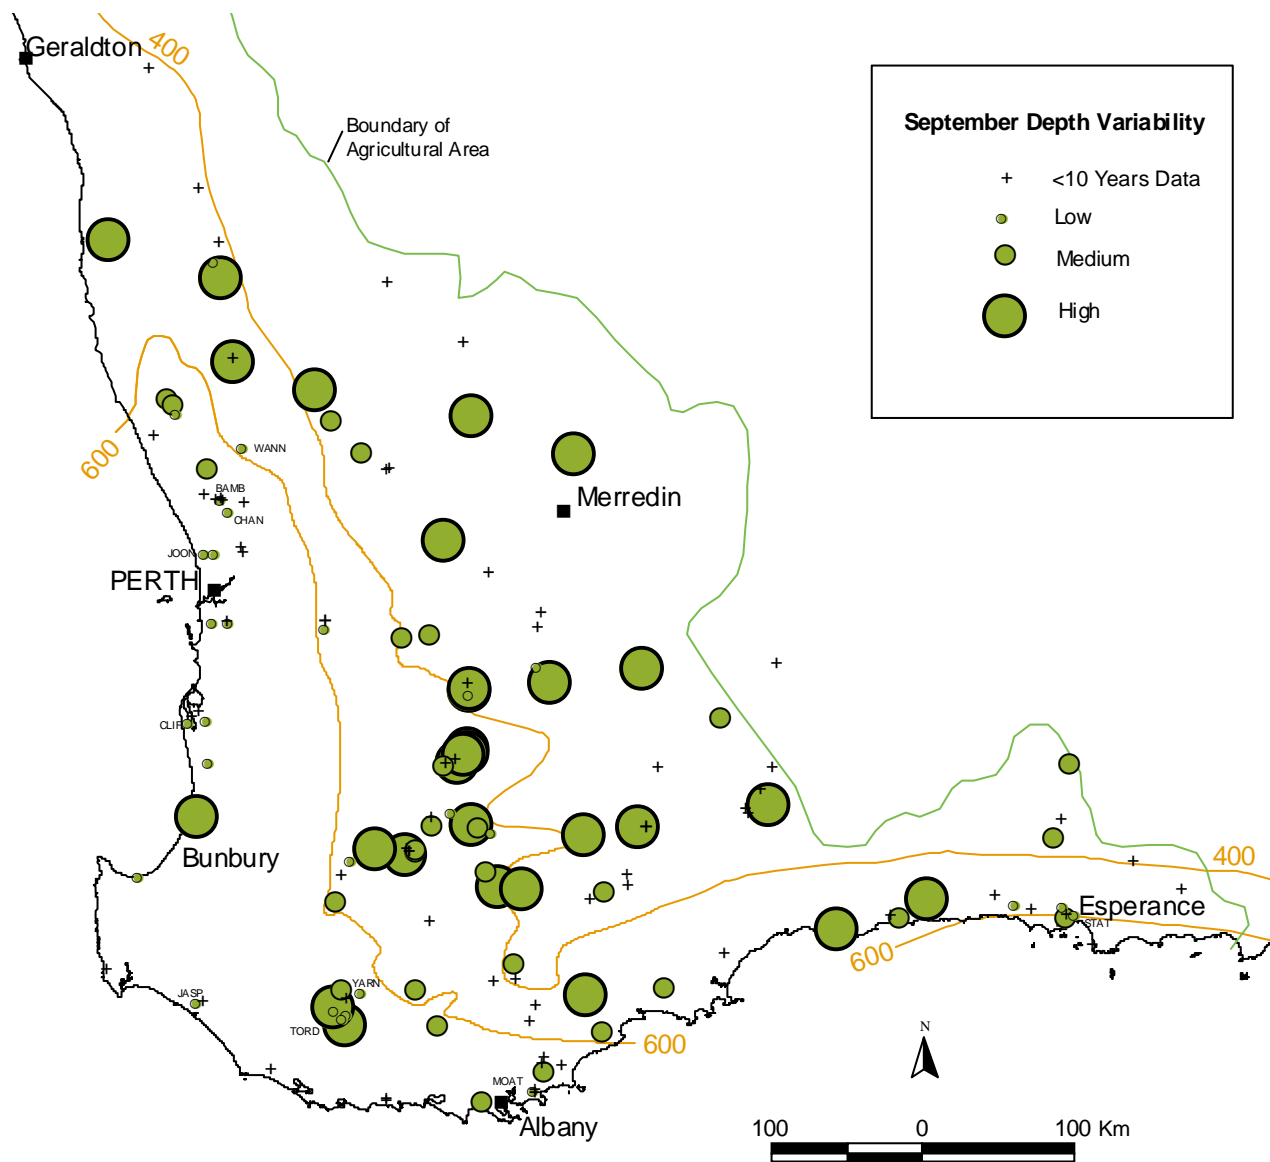 Geraldton
400
Boundary of
Agricultural Area
September Depth Variability
<10 Years Data
Low
Medium
High
600
WANN
BAMB
CHAN
Merredin
JOON
PERTH
CLIF
Bunbury
400
Esperance
STAT
600
YARN
JASP
TORD
600
N
MOAT
Albany
100 0 100 Km